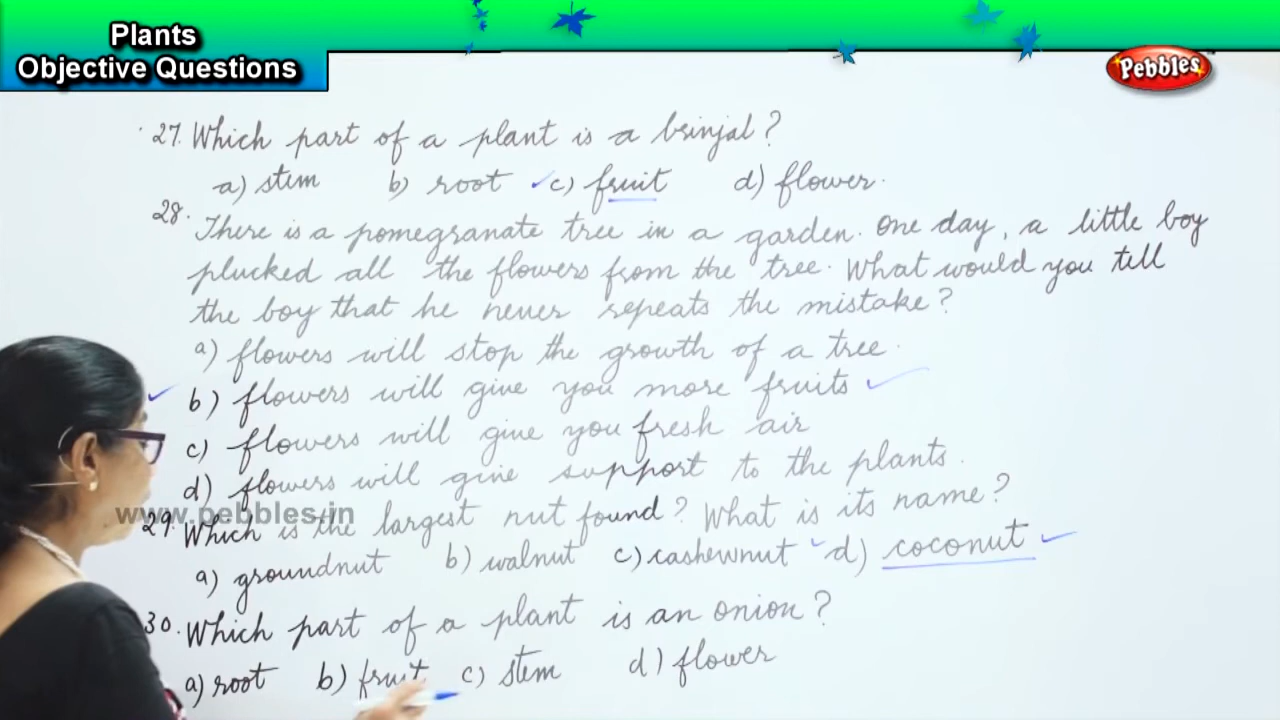 Plants
Objective Questions
Pebbles
27. Which part of a plant is a brinjal?
a) stem b) root c) fruit d) flower.
28. There is a pomegranate tree in a garden. One day, a little boy
plucked all the flowers from the tree. What would you till
the boy that he never repeats the mistake?
a) flowers will stop the growth of a tree.
b) flowers will give you more fruits
c) flowers will give you fresh air
d) flowers will give support to the plants.
www.pebbles.in
29. Which is the largest nut found? What is its name?
a) groundnut b) walnut c) cashewnut d) coconut
30. Which part of a plant is an onion?
a) root b) fruit c) stem d) flower